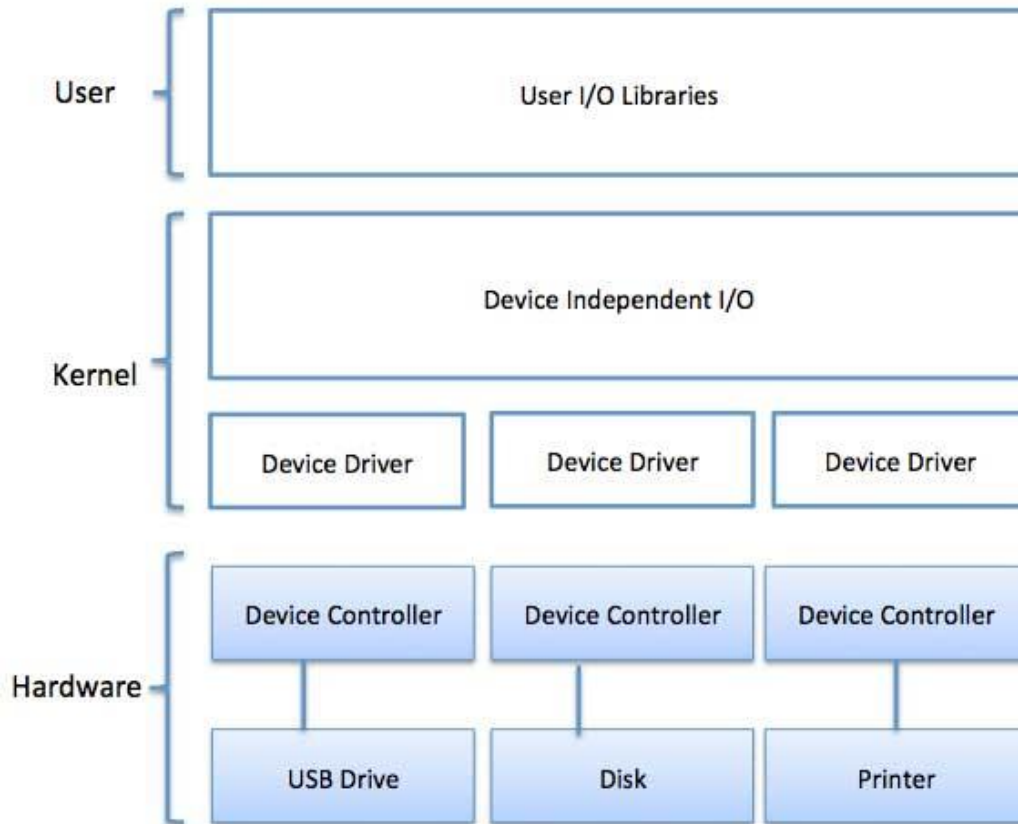 User
User I/O Libraries
Kernel
Device Independent I/O
Device Driver
Device Driver
Device Driver
Hardware
Device Controller
Device Controller
Device Controller
USB Drive
Disk
Printer